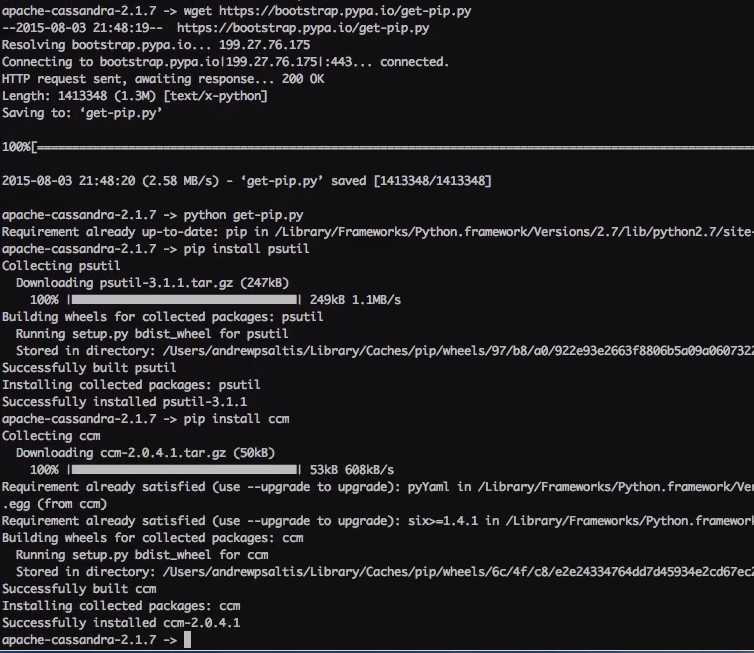 apache-cassandra-2.1.7 -> wget https://bootstrap.pypa.io/get-pip.py
--2015-08-03 21:48:19--  https://bootstrap.pypa.io/get-pip.py
Resolving bootstrap.pypa.io... 199.27.76.175
Connecting to bootstrap.pypa.io|199.27.76.175|:443... connected.
HTTP request sent, awaiting response... 200 OK
Length: 1413348 (1.3M) [text/x-python]
Saving to: ‘get-pip.py’
100%[
2015-08-03 21:48:20 (2.58 MB/s) - ‘get-pip.py’ saved [1413348/1413348]
apache-cassandra-2.1.7 -> python get-pip.py
Requirement already up-to-date: pip in /Library/Frameworks/Python.framework/Versions/2.7/lib/python2.7/site-
apache-cassandra-2.1.7 -> pip install psutil
Collecting psutil
  Downloading psutil-3.1.1.tar.gz (247kB)
    100% | | 249kB 1.1MB/s
Building wheels for collected packages: psutil
  Running setup.py bdist_wheel for psutil
  Stored in directory: /Users/andrewpsaltis/Library/Caches/pip/wheels/97/b8/a0/922e93e2663f8806b5a09a0607322
Successfully built psutil
Installing collected packages: psutil
Successfully installed psutil-3.1.1
apache-cassandra-2.1.7 -> pip install ccm
Collecting ccm
  Downloading ccm-2.0.4.1.tar.gz (50kB)
    100% | | 53kB 608kB/s
Requirement already satisfied (use --upgrade to upgrade): pyYaml in /Library/Frameworks/Python.framework/Ver
.egg (from ccm)
Requirement already satisfied (use --upgrade to upgrade): six>=1.4.1 in /Library/Frameworks/Python.framework
Building wheels for collected packages: ccm
  Running setup.py bdist_wheel for ccm
  Stored in directory: /Users/andrewpsaltis/Library/Caches/pip/wheels/6c/4f/c8/e2e24334764dd7d45934e2cd67ec2
Successfully built ccm
Installing collected packages: ccm
Successfully installed ccm-2.0.4.1
apache-cassandra-2.1.7 ->